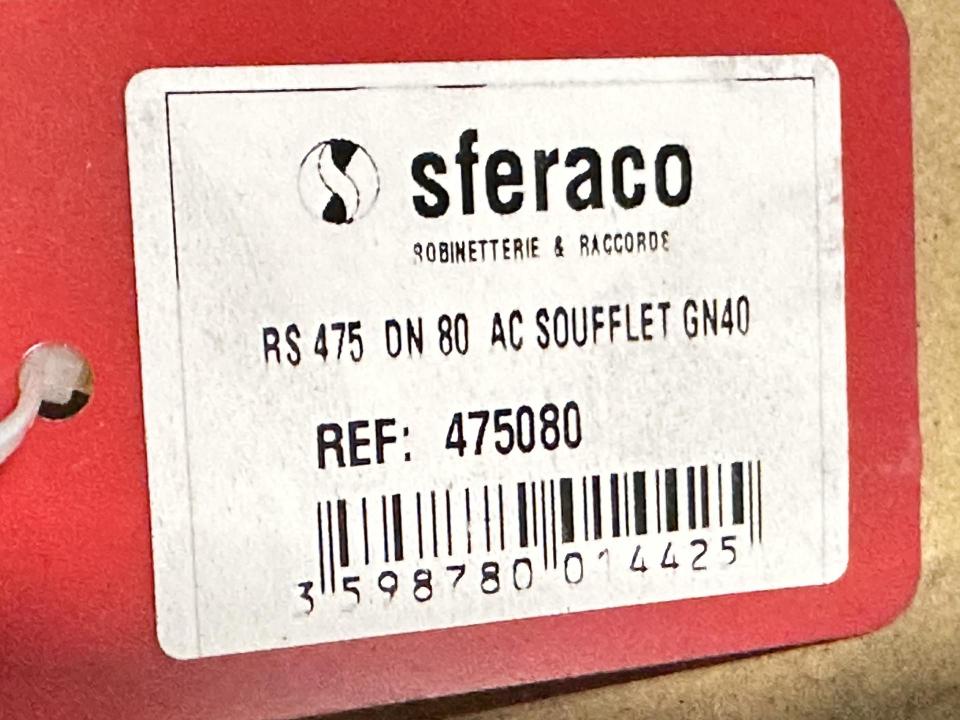 sferaco
ROBINETTERIE & RACCORDS
RS 475 DN 80 AC SOUFFLET GN40
REF: 475080
3 598780 014425